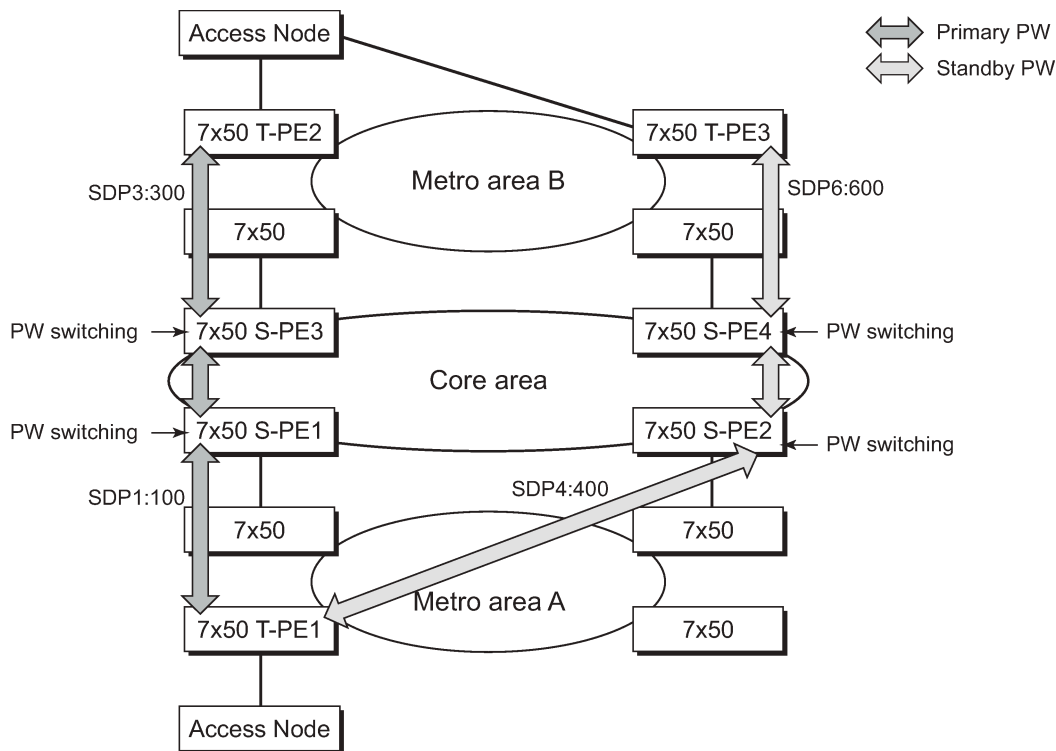 Access Node
Primary PW
Standby PW
7x50 T-PE2
7x50 T-PE3
Metro area B
SDP3:300
SDP6:600
7x50
7x50
PW switching
7x50 S-PE3
7x50 S-PE4
PW switching
Core area
PW switching
7x50 S-PE1
7x50 S-PE2
PW switching
SDP1:100
SDP4:400
7x50
7x50
Metro area A
7x50 T-PE1
7x50
Access Node